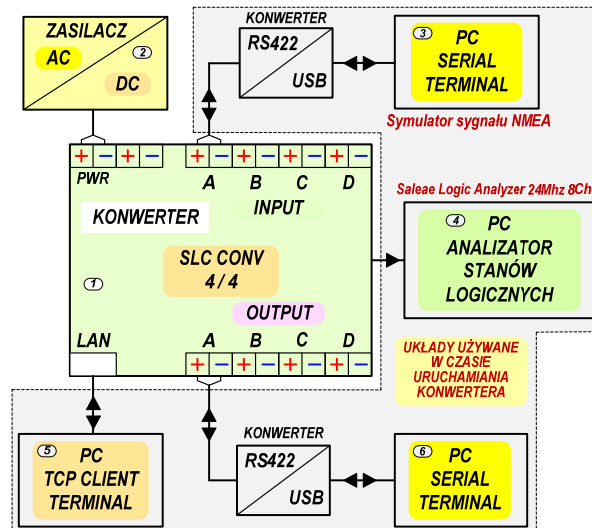 ZASILACZ
AC
2
DC
KONWERTER
RS422
USB
3
PC
SERIAL
TERMINAL
Symulator sygnału NMEA
+ − + − + − + − + − + −
PWR
A B C D
INPUT
KONWERTER
SLC CONV
4 / 4
1
OUTPUT
LAN
A B C D
+ − + − + − + −
Saleae Logic Analyzer 24Mhz 8Ch
4
PC
ANALIZATOR
STANÓW
LOGICZNYCH
UKŁADY UŻYWANE
W CZASIE
URUCHAMIANIA
KONWERTERA
5
PC
TCP CLIENT
TERMINAL
KONWERTER
RS422
USB
6
PC
SERIAL
TERMINAL